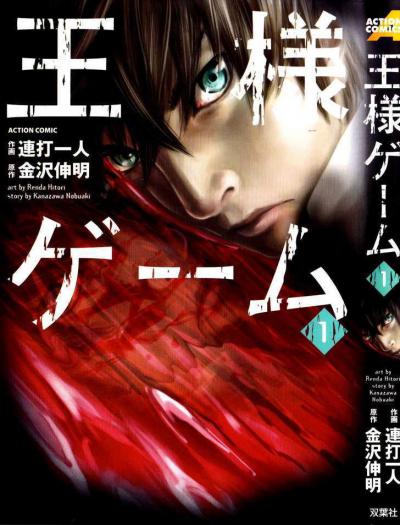 王様
ACTION COMIC
作画 連打一人
原作 金沢伸明
art by Renda Hitori
story by Kanazawa Nobuaki
ゲーム
1
ACTION
COMICS
王様ゲーム
1
art by
Renda Hitori
story by
Kanazawa
Nobuaki
作画 連打一人
原作 金沢伸明
双葉社